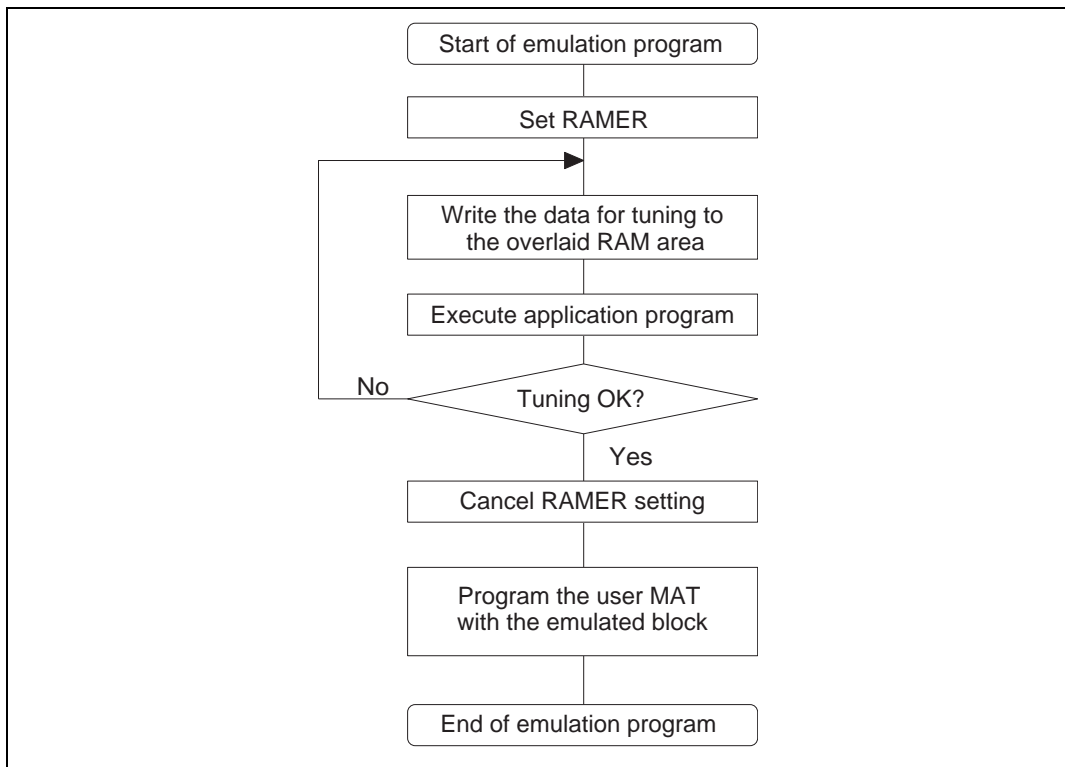 Start of emulation program
Set RAMER
Write the data for tuning to
the overlaid RAM area
Execute application program
No
Tuning OK?
Yes
Cancel RAMER setting
Program the user MAT
with the emulated block
End of emulation program